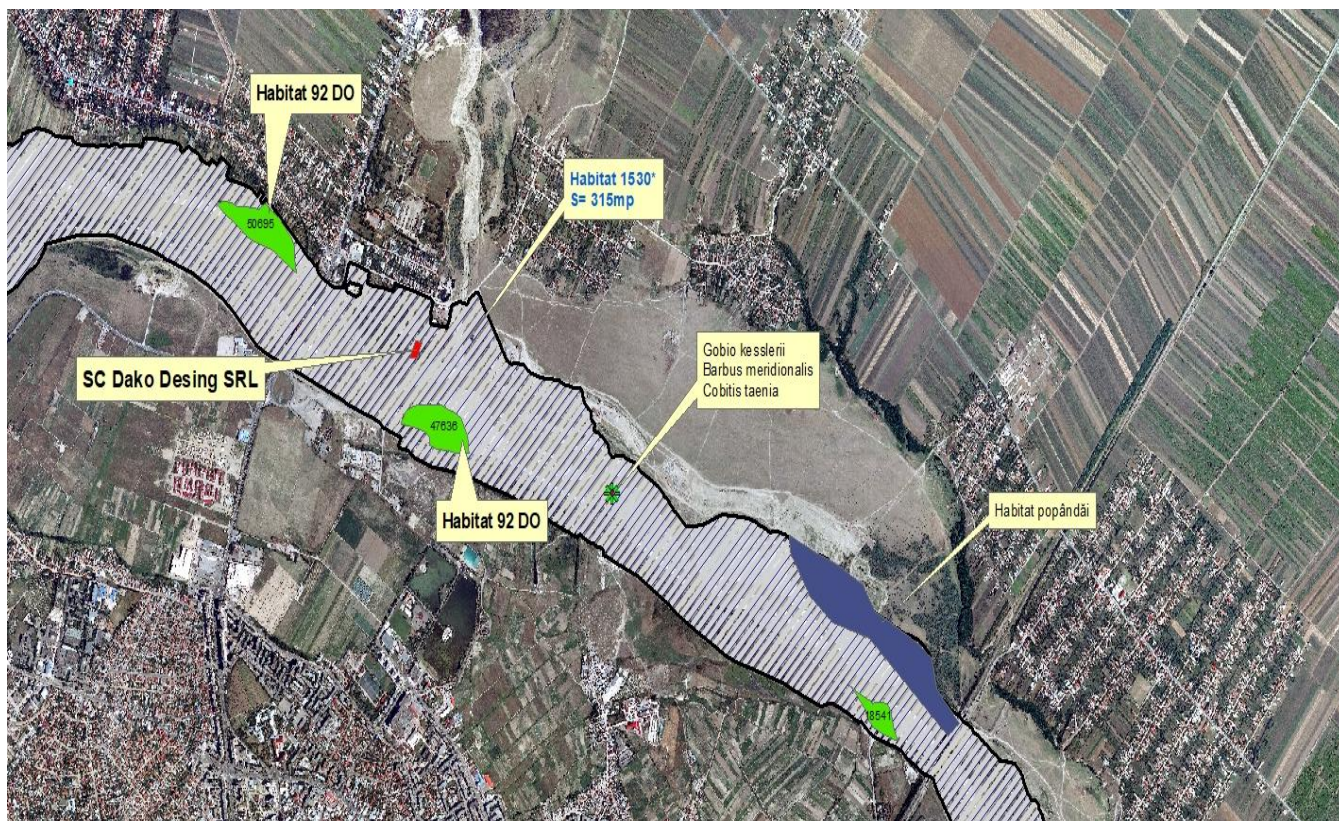 Habitat 92 DO
50695
Habitat 1530*
S= 315mp
SC Dako Desing SRL
Gobio kesslerii
Barbus meridionalis
Cobitis taenia
47636
Habitat 92 DO
Habitat popândăi
18541